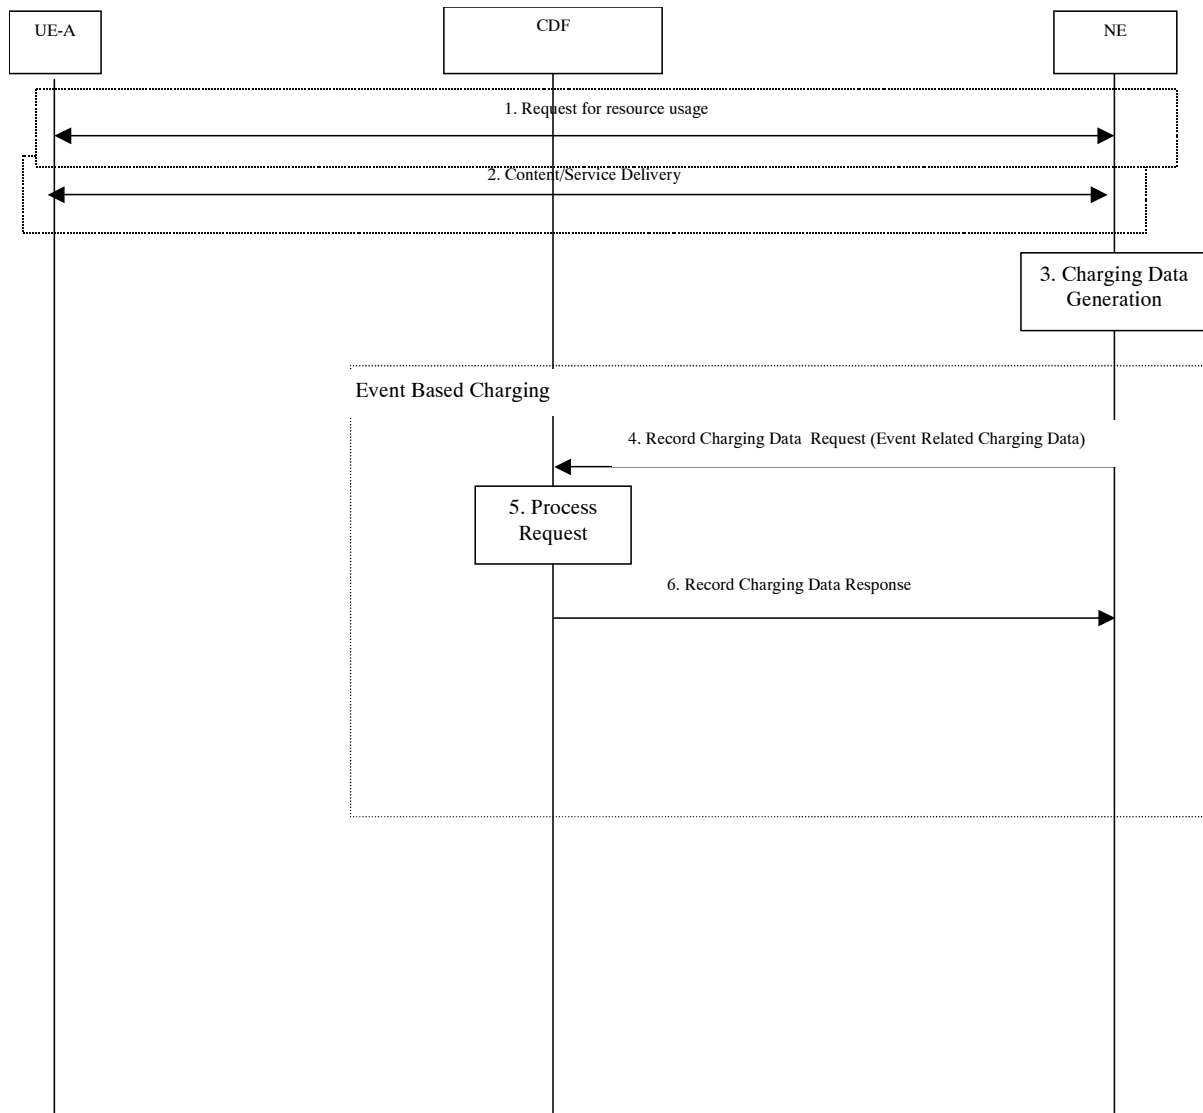 UE-A
CDF
NE
1. Request for resource usage
2. Content/Service Delivery
3. Charging Data
Generation
Event Based Charging
4. Record Charging Data  Request (Event Related Charging Data)
5. Process
Request
6. Record Charging Data Response